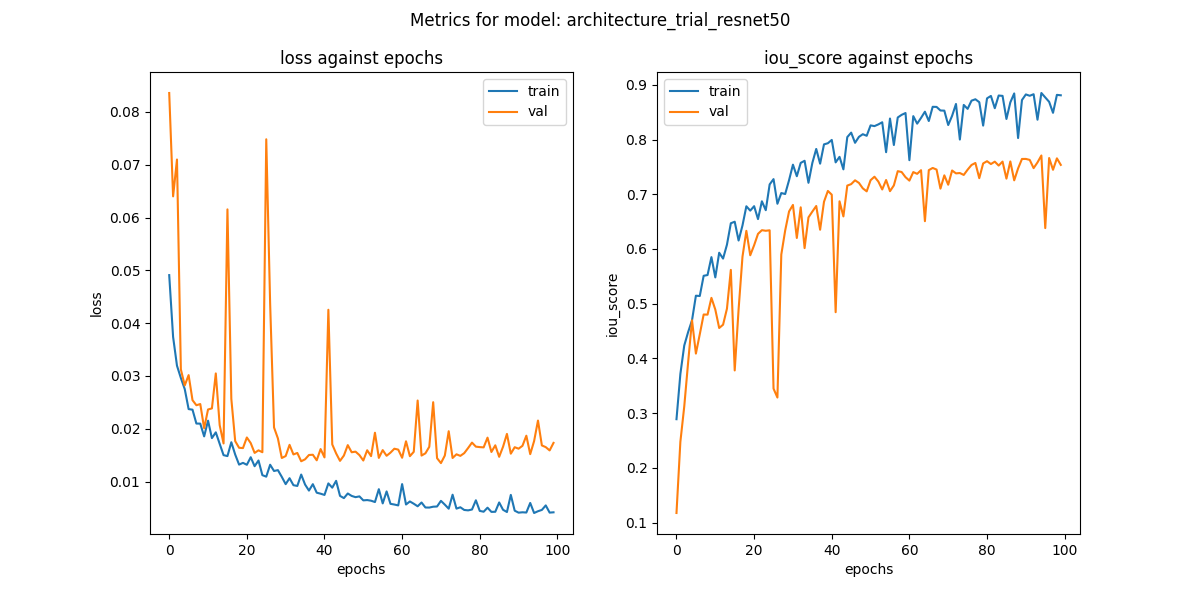 Metrics for model: architecture_trial_resnet50
loss against epochs
train
val
0.08
0.07
0.06
0.05
0.04
0.03
0.02
0.01
loss
0
20
40
60
80
100
epochs
iou_score against epochs
train
val
0.9
0.8
0.7
0.6
0.5
0.4
0.3
0.2
0.1
iou_score
0
20
40
60
80
100
epochs